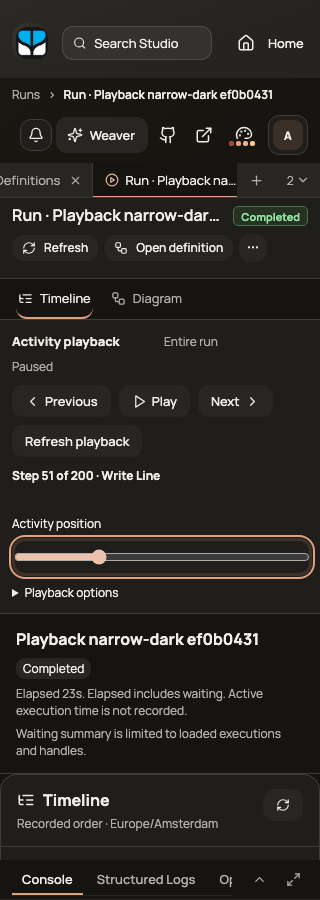 Search Studio
Home
Runs > Run · Playback narrow-dark ef0b0431
Weaver
A
Definitions
Run · Playback na...
2
Run · Playback narrow-dar...
Completed
Refresh
Open definition
Timeline
Diagram
Activity playback
Entire run
Paused
Previous
Play
Next
Refresh playback
Step 51 of 200 · Write Line
Activity position
Playback options
Playback narrow-dark ef0b0431
Completed
Elapsed 23s. Elapsed includes waiting. Active
execution time is not recorded.
Waiting summary is limited to loaded executions
and handles.
Timeline
Recorded order · Europe/Amsterdam
Console
Structured Logs